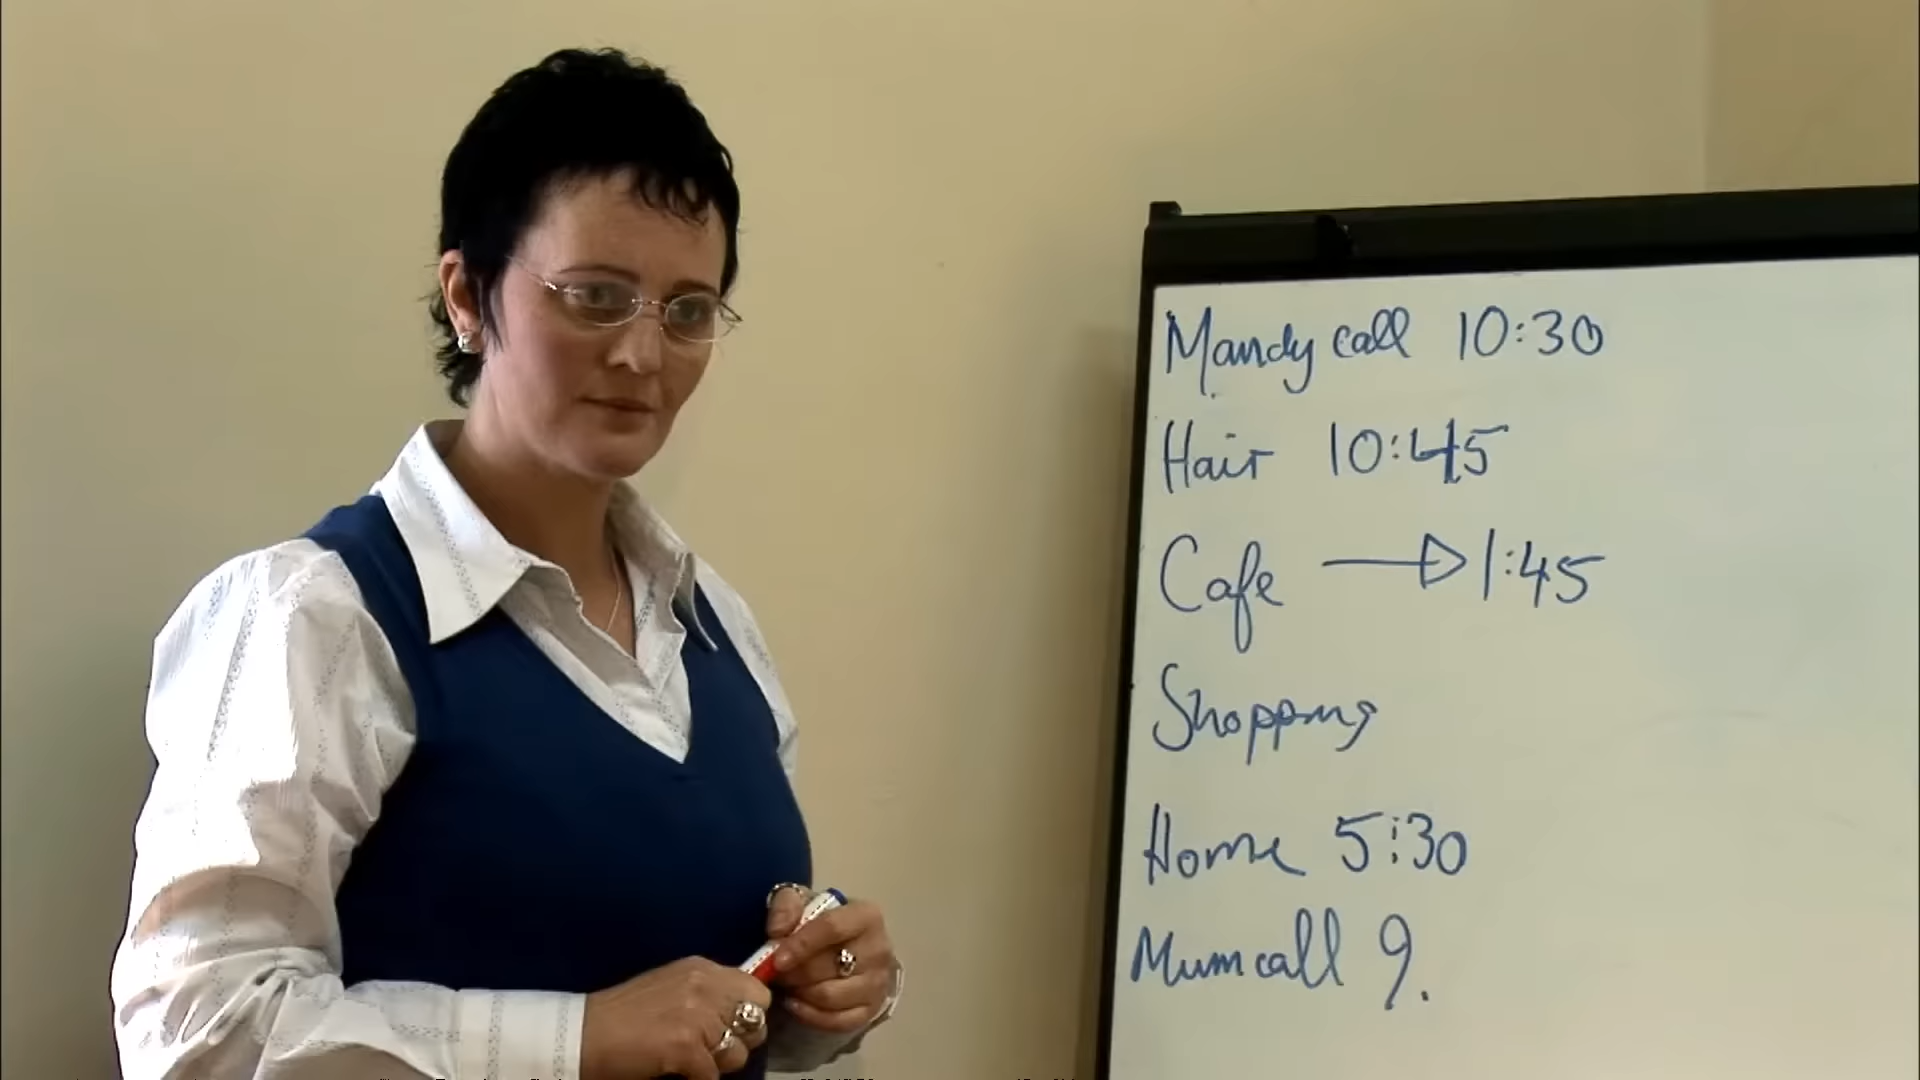 Mandy call 10:30
Hair 10:45
Cafe → 1:45
Shopping
Home 5:30
Mum call 9.